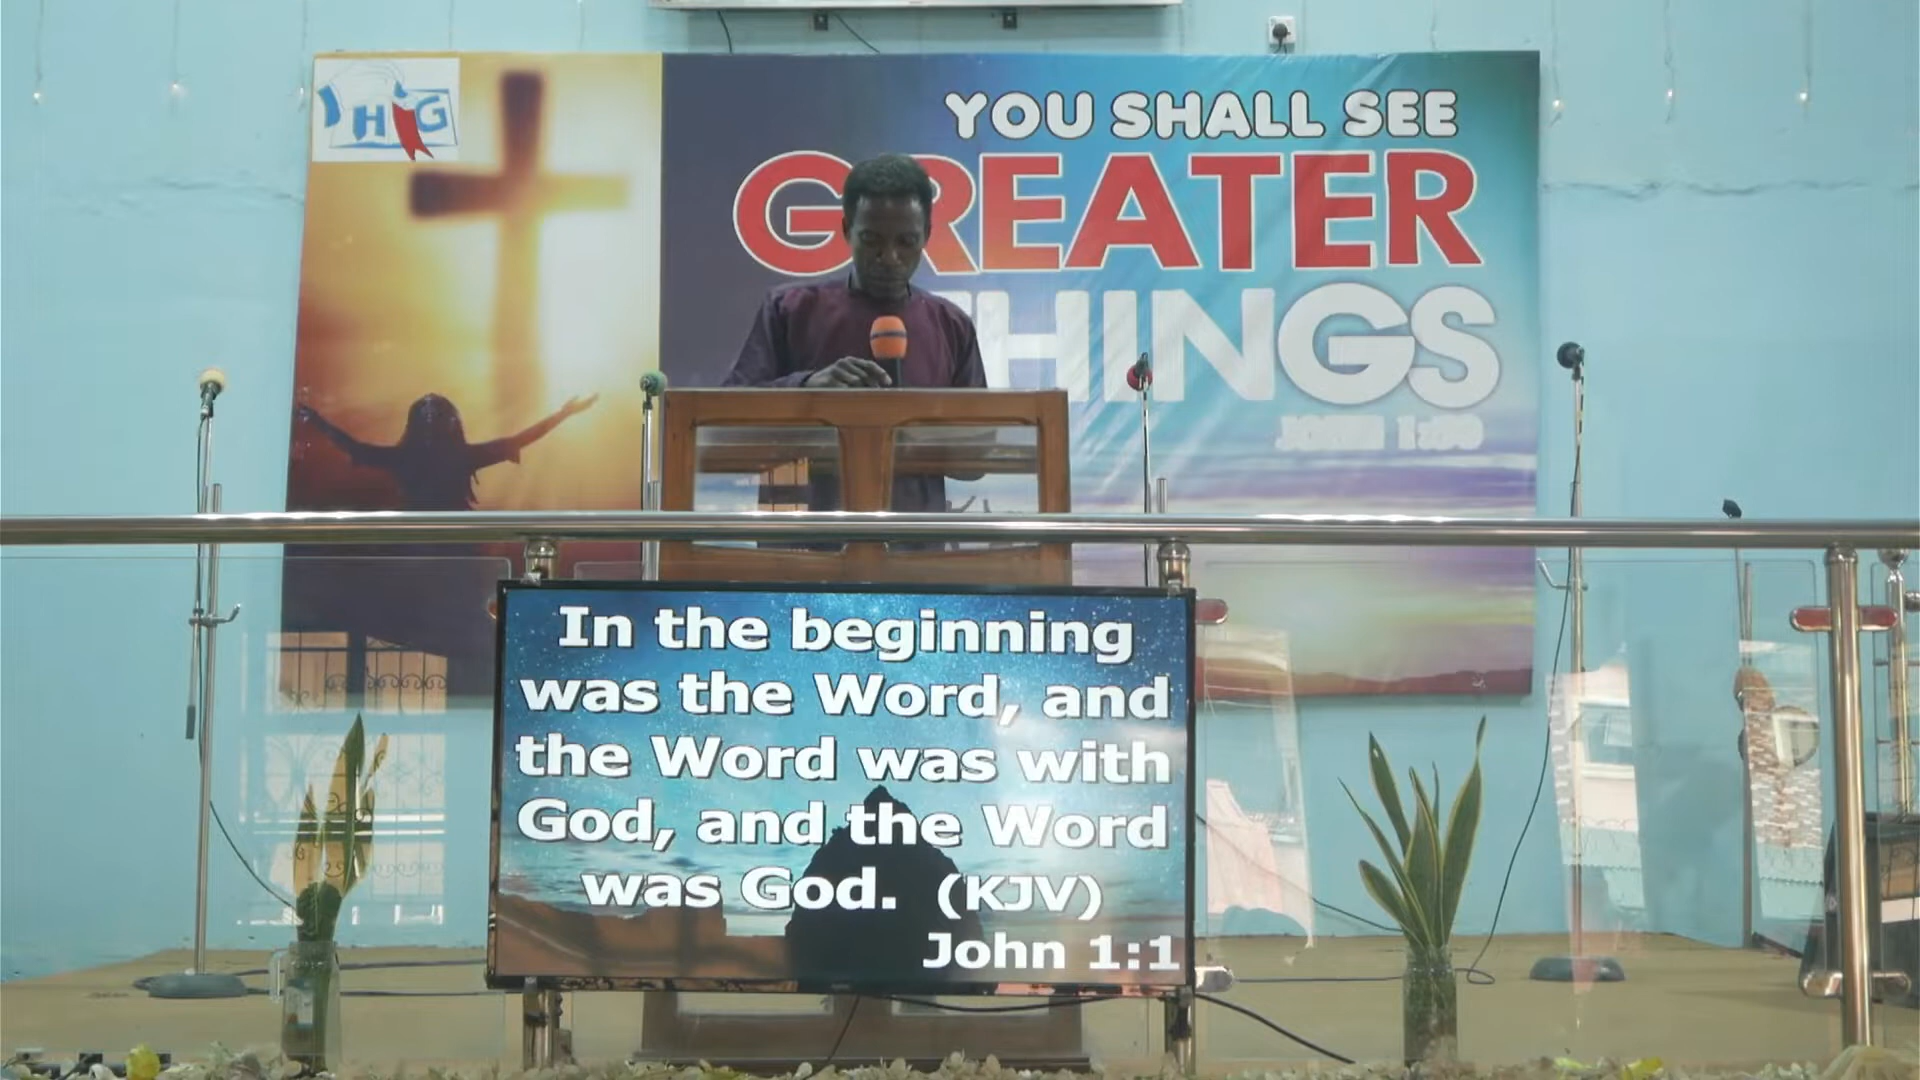 YOU SHALL SEE
GREATER
THINGS
In the beginning
was the Word, and
the Word was with
God, and the Word
was God. (KJV)
John 1:1